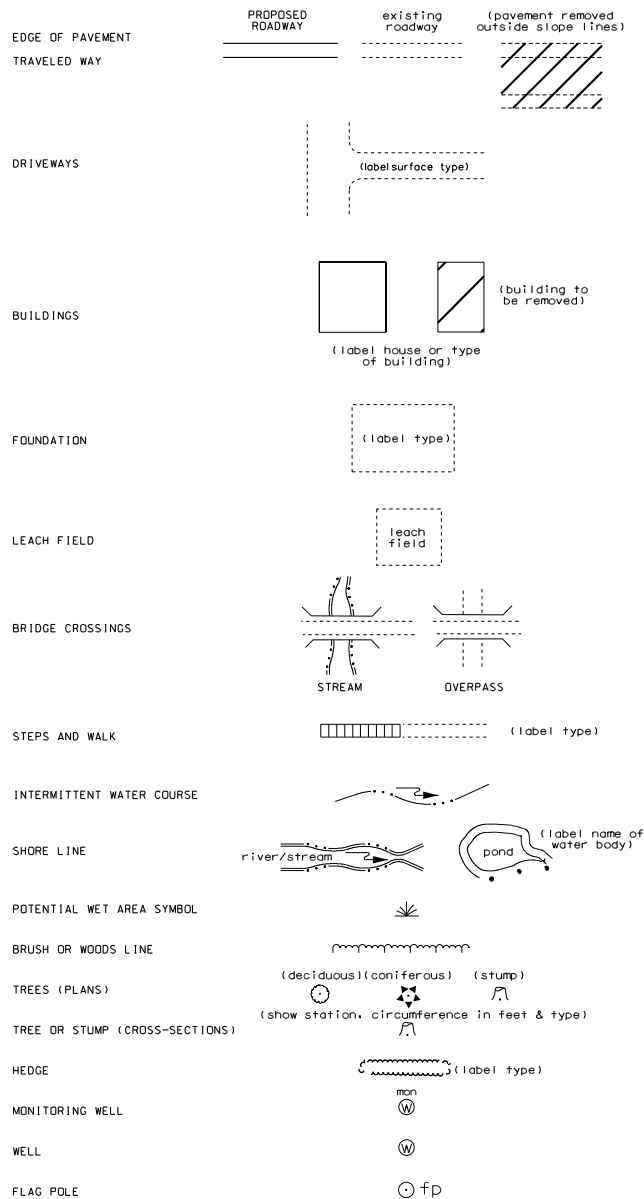 PROPOSED
ROADWAY
existing
roadway
(pavement removed
outside slope lines)
EDGE OF PAVEMENT
TRAVELED WAY
DRIVEWAYS
(label surface type)
BUILDINGS
(building to
be removed)
(label house or type
of building)
FOUNDATION
(label type)
LEACH FIELD
leach
field
BRIDGE CROSSINGS
STREAM
OVERPASS
STEPS AND WALK
(label type)
INTERMITTENT WATER COURSE
SHORE LINE
river/stream
pond
(label name of
water body)
POTENTIAL WET AREA SYMBOL
BRUSH OR WOODS LINE
TREES (PLANS)
(deciduous)
(coniferous)
(stump)
(show station, circumference in feet & type)
TREE OR STUMP (CROSS-SECTIONS)
HEDGE
(label type)
MONITORING WELL
mon
W
WELL
W
FLAG POLE
fp